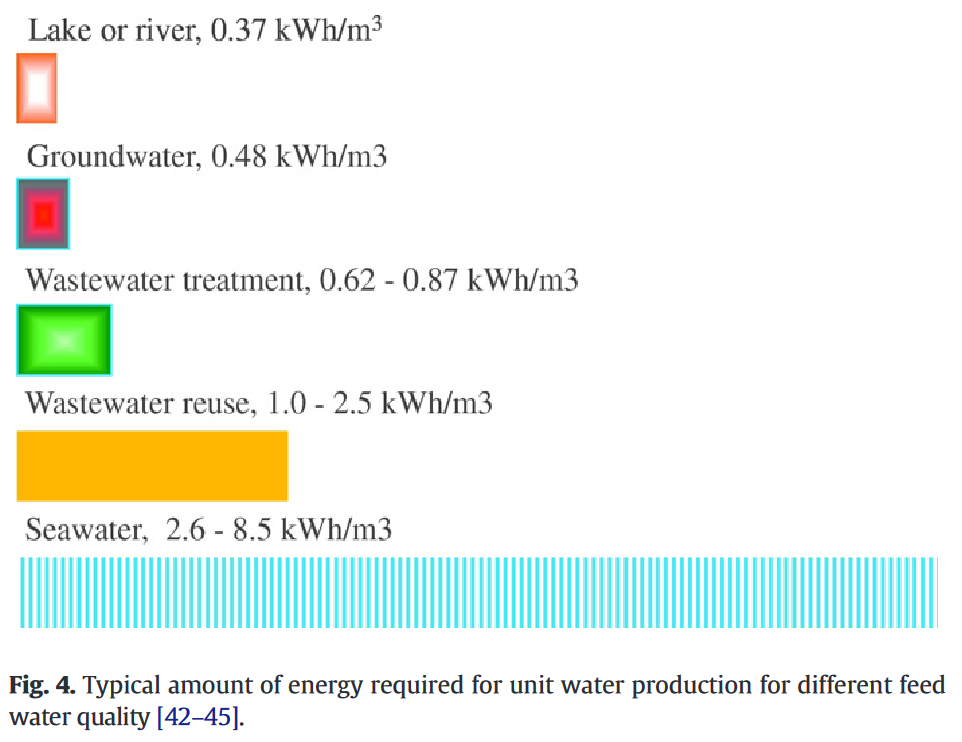 Lake or river, 0.37 kWh/m³
Groundwater, 0.48 kWh/m3
Wastewater treatment, 0.62 - 0.87 kWh/m3
Wastewater reuse, 1.0 - 2.5 kWh/m3
Seawater,  2.6 - 8.5 kWh/m3
Fig. 4. Typical amount of energy required for unit water production for different feed
water quality [42–45].